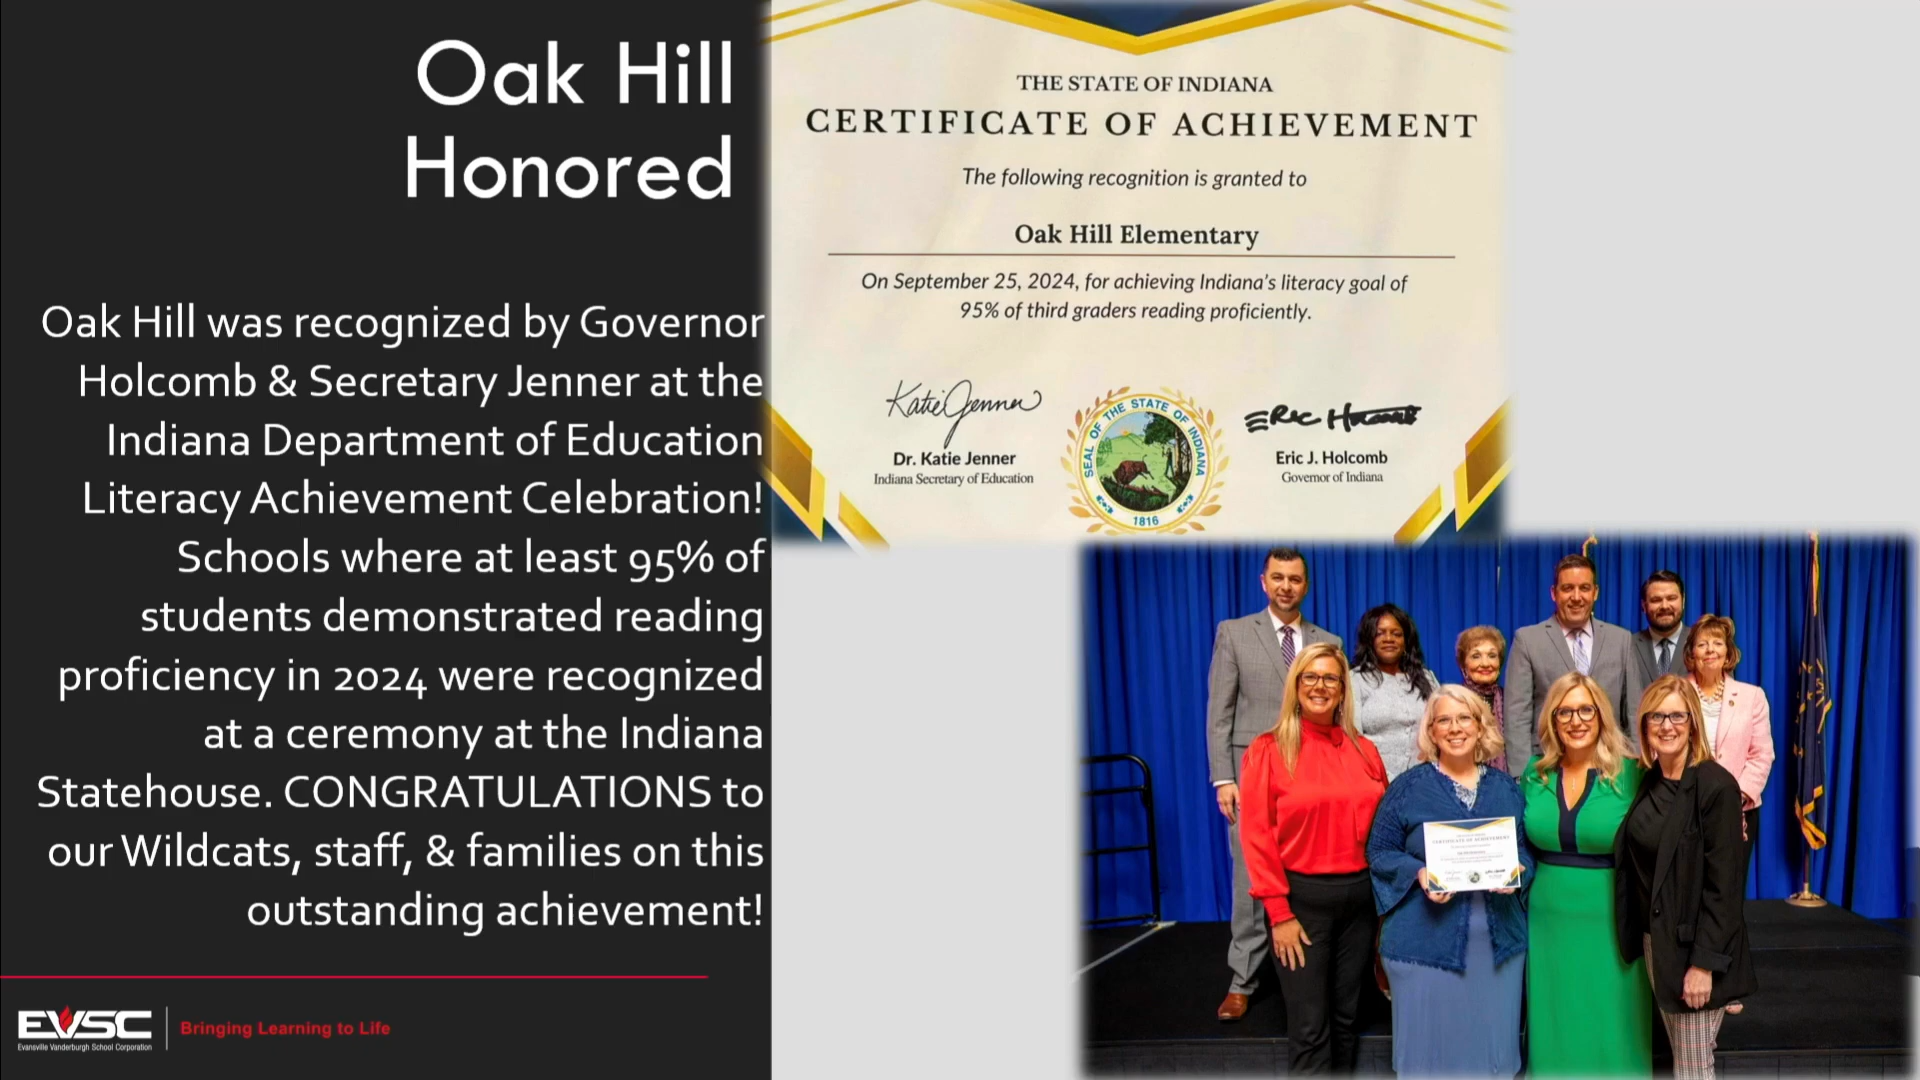 Oak Hill
Honored
Oak Hill was recognized by Governor
Holcomb & Secretary Jenner at the
Indiana Department of Education
Literacy Achievement Celebration!
Schools where at least 95% of
students demonstrated reading
proficiency in 2024 were recognized
at a ceremony at the Indiana
Statehouse. CONGRATULATIONS to
our Wildcats, staff, & families on this
outstanding achievement!
EVSC
Evansville Vanderburgh School Corporation
Bringing Learning to Life
THE STATE OF INDIANA
CERTIFICATE OF ACHIEVEMENT
The following recognition is granted to
Oak Hill Elementary
On September 25, 2024, for achieving Indiana's literacy goal of
95% of third graders reading proficiently.
Katie Jenner
Dr. Katie Jenner
Indiana Secretary of Education
SEAL OF THE STATE OF INDIANA
1816
Eric Holcomb
Eric J. Holcomb
Governor of Indiana
CERTIFICATE OF ACHIEVEMENT